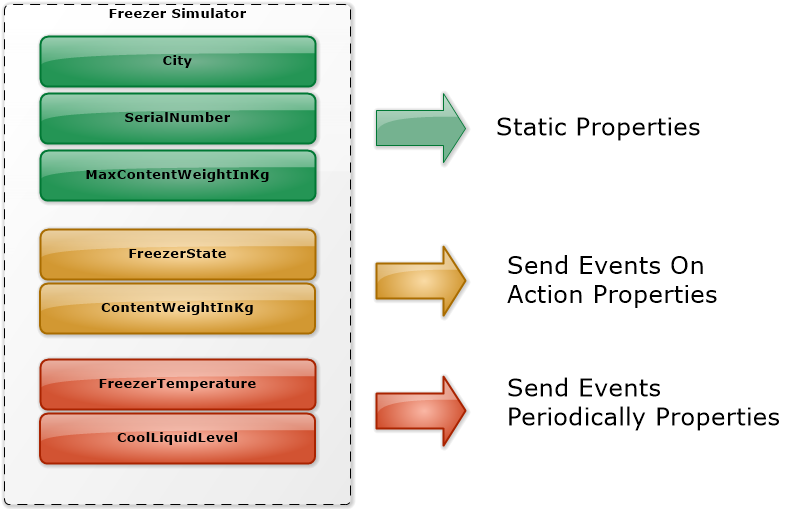 Freezer Simulator
City
SerialNumber
MaxContentWeightInKg
Static Properties
FreezerState
ContentWeightInKg
Send Events On
Action Properties
FreezerTemperature
CoolLiquidLevel
Send Events
Periodically Properties